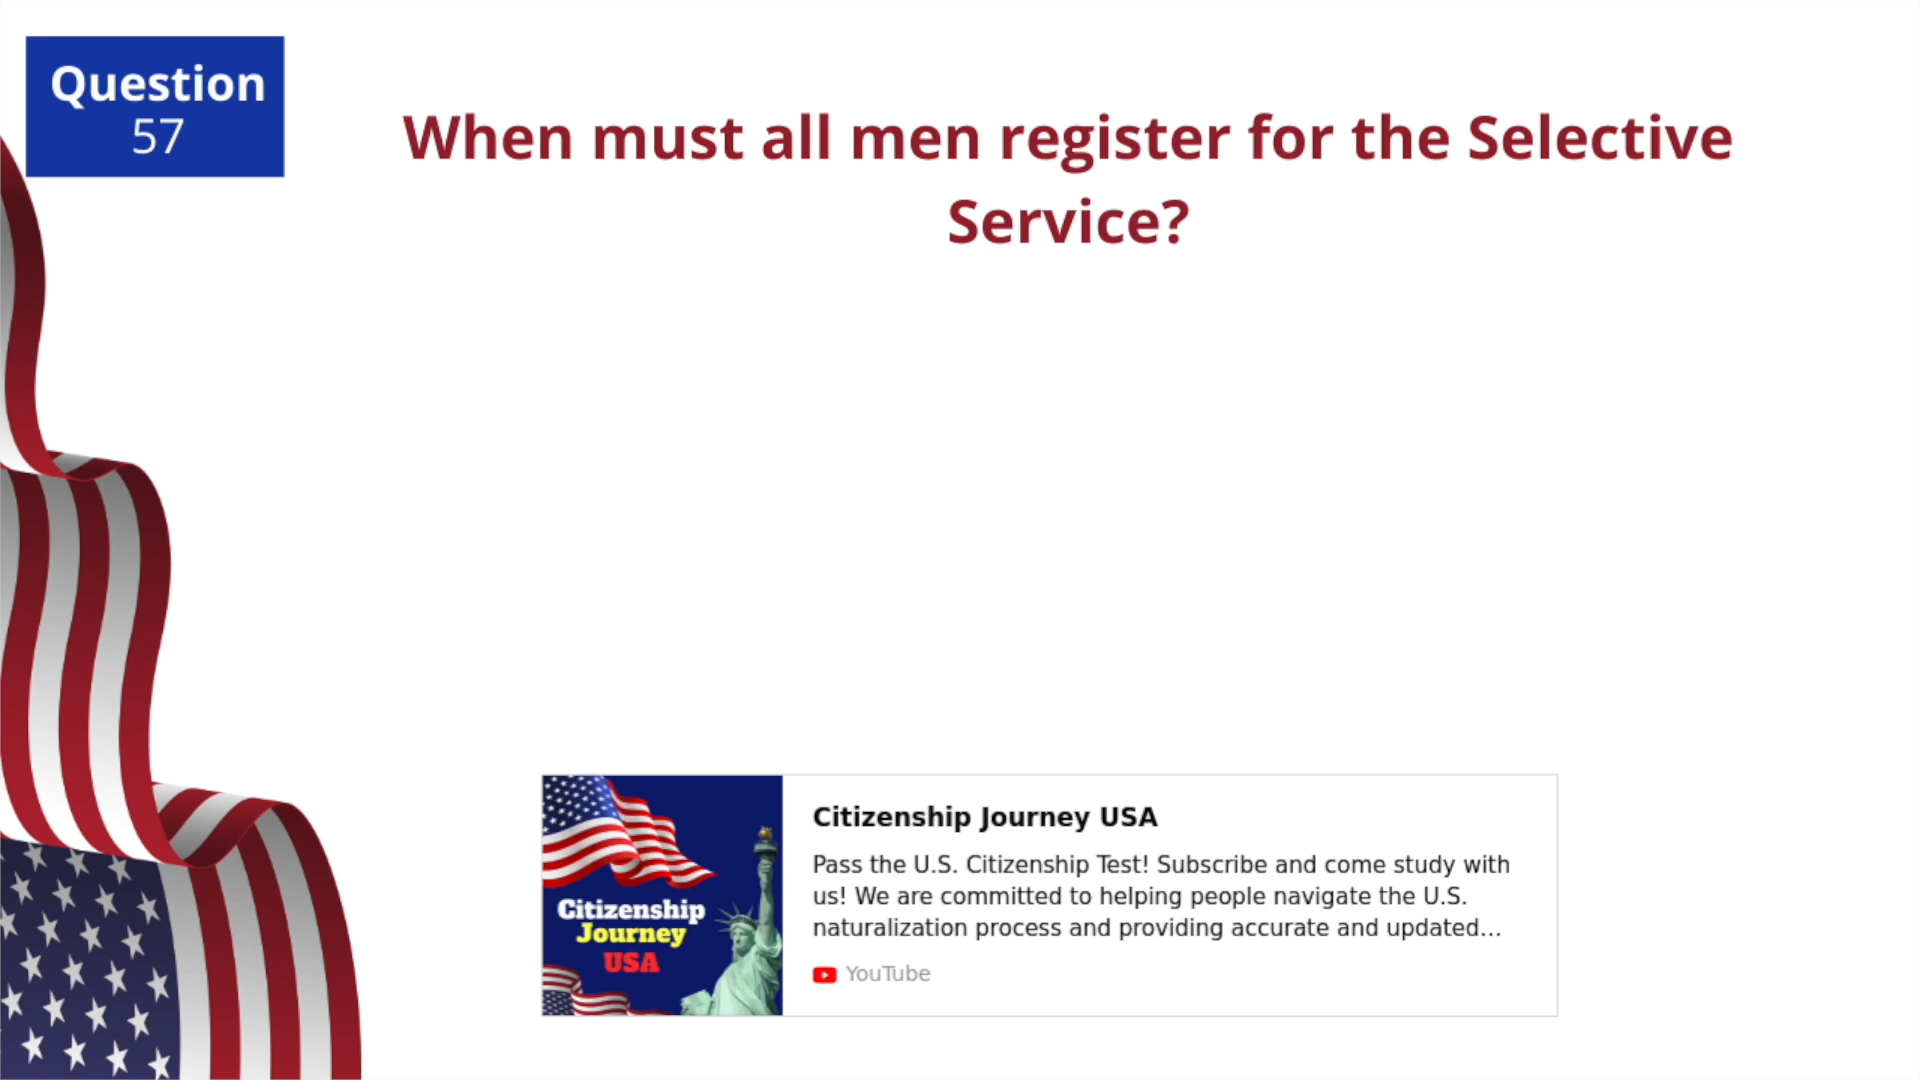 Question
57
When must all men register for the Selective
Service?
Citizenship Journey USA
Pass the U.S. Citizenship Test! Subscribe and come study with
us! We are committed to helping people navigate the U.S.
naturalization process and providing accurate and updated...
YouTube
Citizenship
Journey
USA